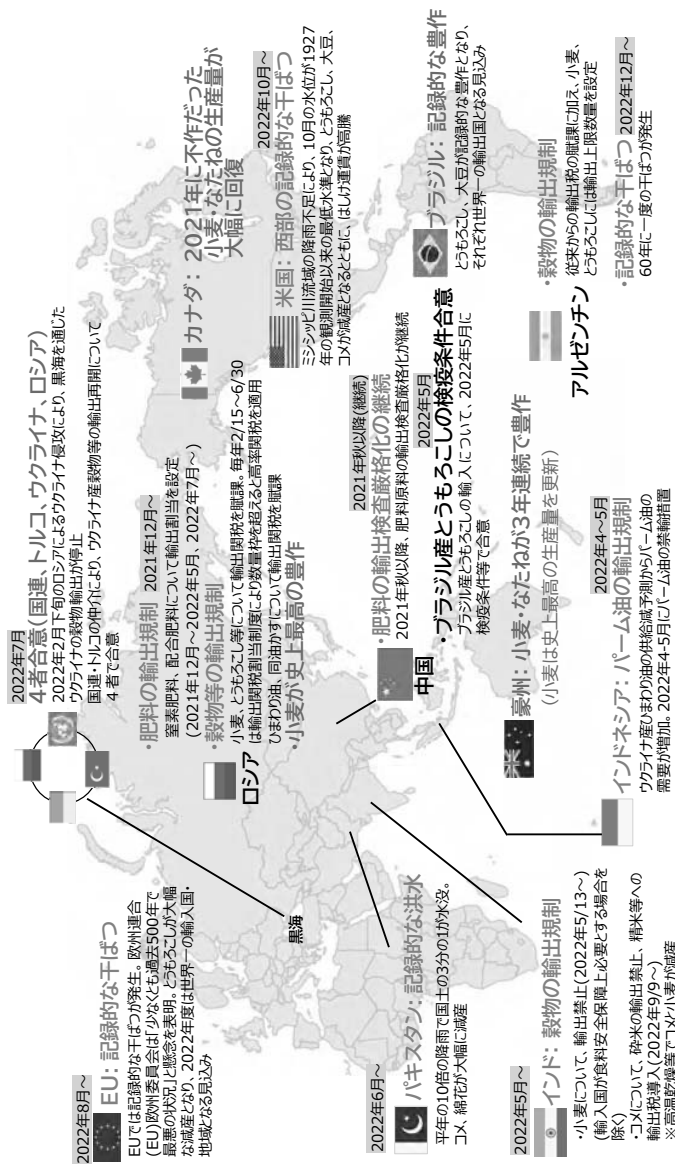 2022年8月～
EU：記録的な干ばつ
EUでは記録的な干ばつが発生。欧州連合
(EU)欧州委員会は「少なくとも過去500年で
最悪の状況」と懸念を表明。とうもろこしが大幅
な減産となり、2022年度は世界一の輸入国・
地域となる見込み
2022年6月～
パキスタン：記録的な洪水
平年の10倍の降雨で国土の3分の1が水没。
コメ、綿花が大幅に減産
2022年5月～
インド：穀物の輸出規制
・小麦について、輸出禁止(2022年5/13～)
(輸入国が食料安全保障上必要とする場合を
除く)
・コメについて、砕米の輸出禁止、精米等への
輸出税導入(2022年9/9～)
※高温乾燥等でコメと小麦が減産
黒海
2022年7月
4者合意(国連、トルコ、ウクライナ、ロシア)
2022年2月下旬のロシアによるウクライナ侵攻により、黒海を通じた
ウクライナの穀物輸出が停止
国連・トルコの仲介により、ウクライナ産穀物等の輸出再開について
4者で合意
ロシア
・肥料の輸出規制 2021年12月～
窒素肥料、配合肥料について輸出割当を設定
(2021年12月～2022年5月、2022年7月～)
・穀物等の輸出規制
小麦、とうもろこし等について輸出関税を賦課。毎年2/15～6/30
は輸出関税割当制度により数量枠を超えると高率関税を適用
ひまわり油、同油かすについて輸出関税を賦課
・小麦が史上最高の豊作
中国
2021年秋以降(継続)
・肥料の輸出検査厳格化の継続
2021年秋以降、肥料原料の輸出検査厳格化が継続
2022年5月
・ブラジル産とうもろこしの検疫条件合意
ブラジル産とうもろこしの輸入について、2022年5月に
検疫条件等で合意
豪州：小麦・なたねが3年連続で豊作
(小麦は史上最高の生産量を更新)
2022年4～5月
インドネシア：パーム油の輸出規制
ウクライナ産ひまわり油の供給減予測からパーム油の
需要が増加。2022年4-5月にパーム油の禁輸措置
カナダ：2021年に不作だった
小麦・なたねの生産量が
大幅に回復
2022年10月～
米国：西部の記録的な干ばつ
ミシシッピ川流域の降雨不足により、10月の水位が1927
年の観測開始以来の最低水準となり、とうもろこし、大豆、
コメが減産となるとともに、はしけ運賃が高騰
ブラジル：記録的な豊作
とうもろこし、大豆が記録的な豊作となり、
それぞれ世界一の輸出国となる見込み
アルゼンチン
・穀物の輸出規制
従来からの輸出税の賦課に加え、小麦、
とうもろこしには輸出上限数量を設定
・記録的な干ばつ 2022年12月～
60年に一度の干ばつが発生